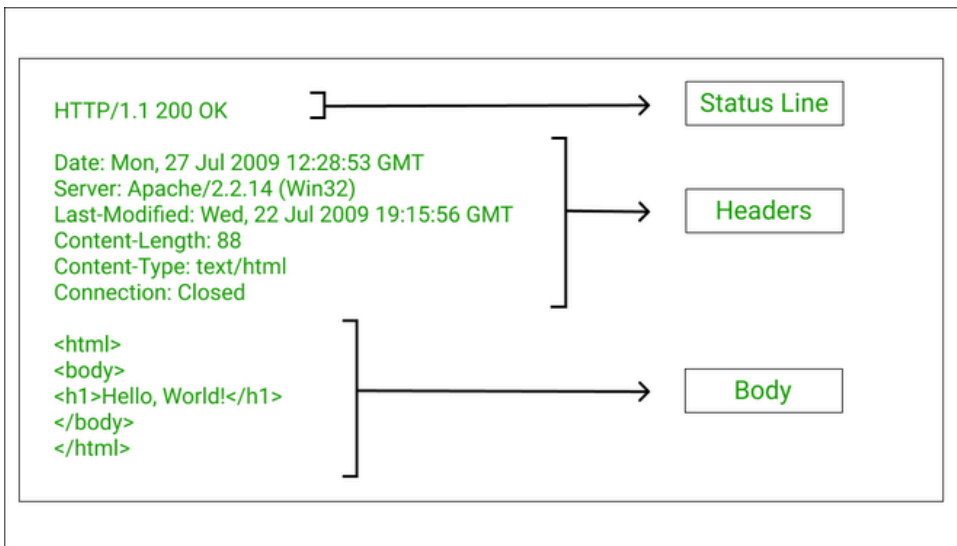 HTTP/1.1 200 OK
Status Line
Date: Mon, 27 Jul 2009 12:28:53 GMT
Server: Apache/2.2.14 (Win32)
Last-Modified: Wed, 22 Jul 2009 19:15:56 GMT
Content-Length: 88
Content-Type: text/html
Connection: Closed
Headers
<html>
<body>
<h1>Hello, World!</h1>
</body>
</html>
Body